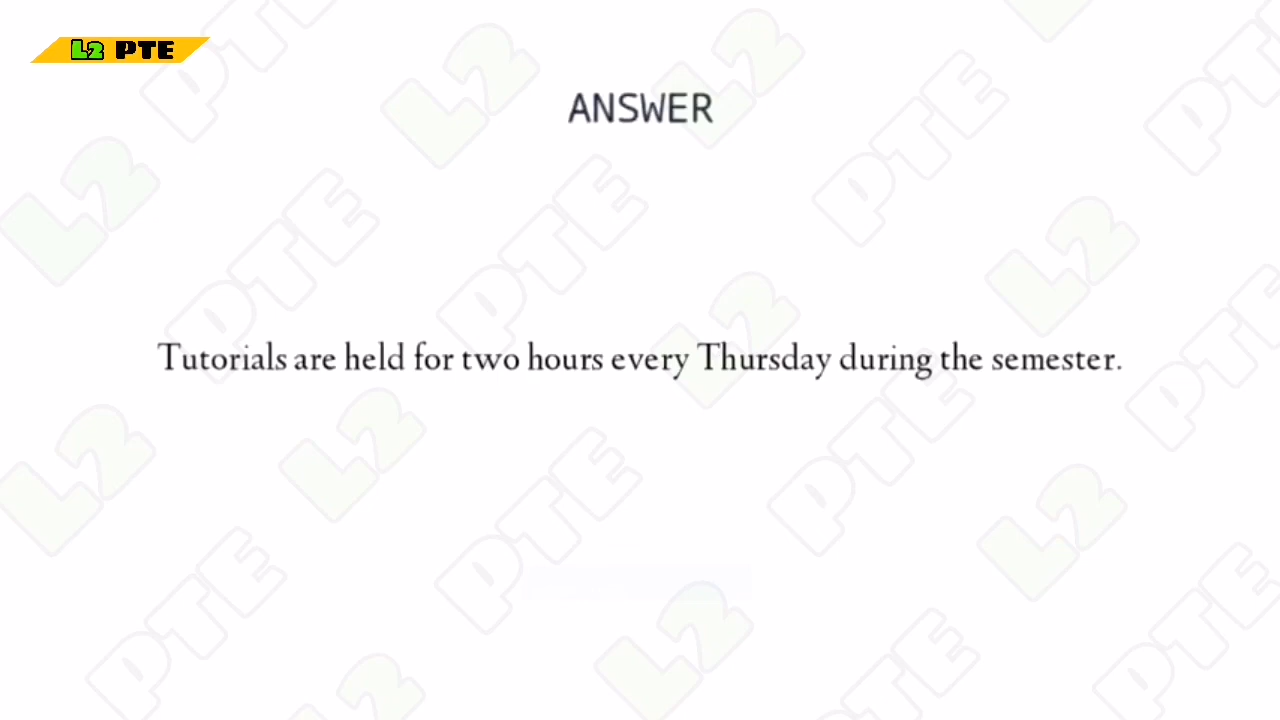 L2 PTE
ANSWER
Tutorials are held for two hours every Thursday during the semester.